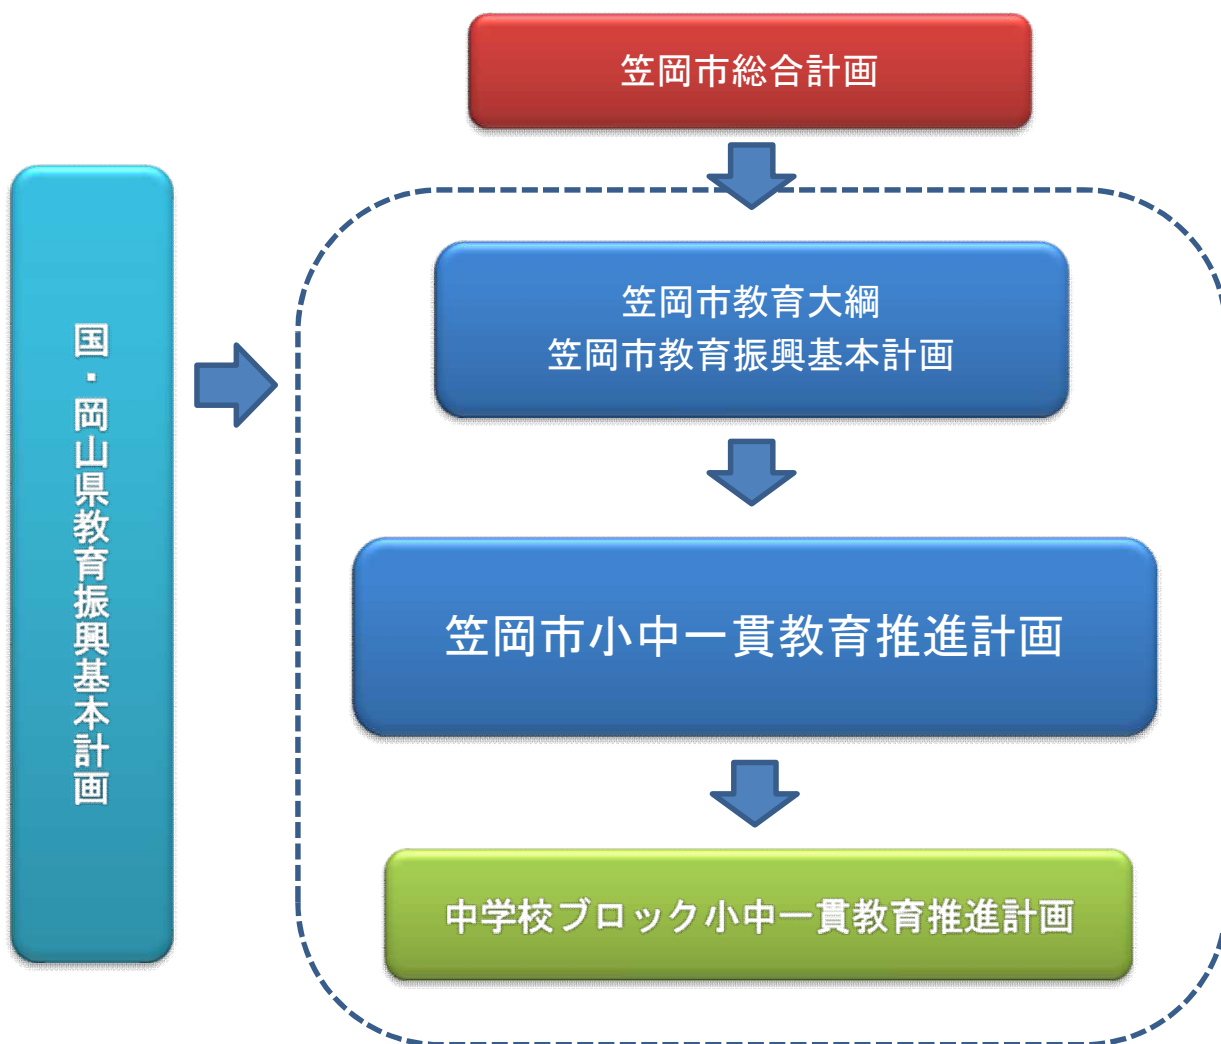 笠岡市総合計画
国・岡山県教育振興基本計画
笠岡市教育大綱
笠岡市教育振興基本計画
笠岡市小中一貫教育推進計画
中学校ブロック小中一貫教育推進計画